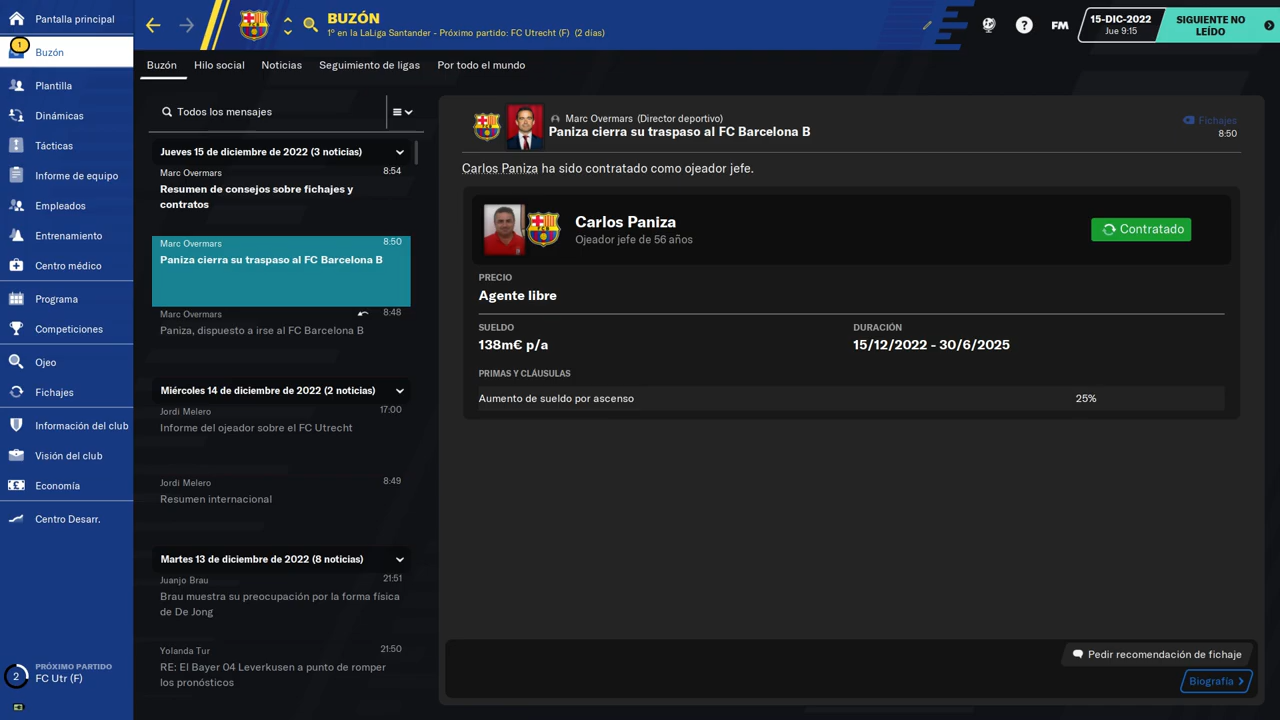 Pantalla principal
1
Buzón
Plantilla
Dinámicas
Tácticas
Informe de equipo
Empleados
Entrenamiento
Centro médico
Programa
Competiciones
Ojeo
Fichajes
Información del club
Visión del club
Economía
Centro Desarr.
2
PRÓXIMO PARTIDO
FC Utr (F)
BUZÓN
1º en la LaLiga Santander - Próximo partido: FC Utrecht (F) (2 días)
?
FM
15-DIC-2022
Jue 9:15
SIGUIENTE NO
LEÍDO
Buzón
Hilo social
Noticias
Seguimiento de ligas
Por todo el mundo
Todos los mensajes
Jueves 15 de diciembre de 2022 (3 noticias)
Marc Overmars 8:54
Resumen de consejos sobre fichajes y
contratos
Marc Overmars 8:50
Paniza cierra su traspaso al FC Barcelona B
Marc Overmars 8:48
Paniza, dispuesto a irse al FC Barcelona B
Miércoles 14 de diciembre de 2022 (2 noticias)
Jordi Melero 17:00
Informe del ojeador sobre el FC Utrecht
Jordi Melero 8:49
Resumen internacional
Martes 13 de diciembre de 2022 (8 noticias)
Juanjo Brau 21:51
Brau muestra su preocupación por la forma física
de De Jong
Yolanda Tur 21:50
RE: El Bayer 04 Leverkusen a punto de romper
los pronósticos
Marc Overmars (Director deportivo)
Paniza cierra su traspaso al FC Barcelona B
Fichajes
8:50
Carlos Paniza ha sido contratado como ojeador jefe.
Carlos Paniza
Ojeador jefe de 56 años
Contratado
PRECIO
Agente libre
SUELDO
138m€ p/a
DURACIÓN
15/12/2022 - 30/6/2025
PRIMAS Y CLÁUSULAS
Aumento de sueldo por ascenso 25%
Pedir recomendación de fichaje
Biografía